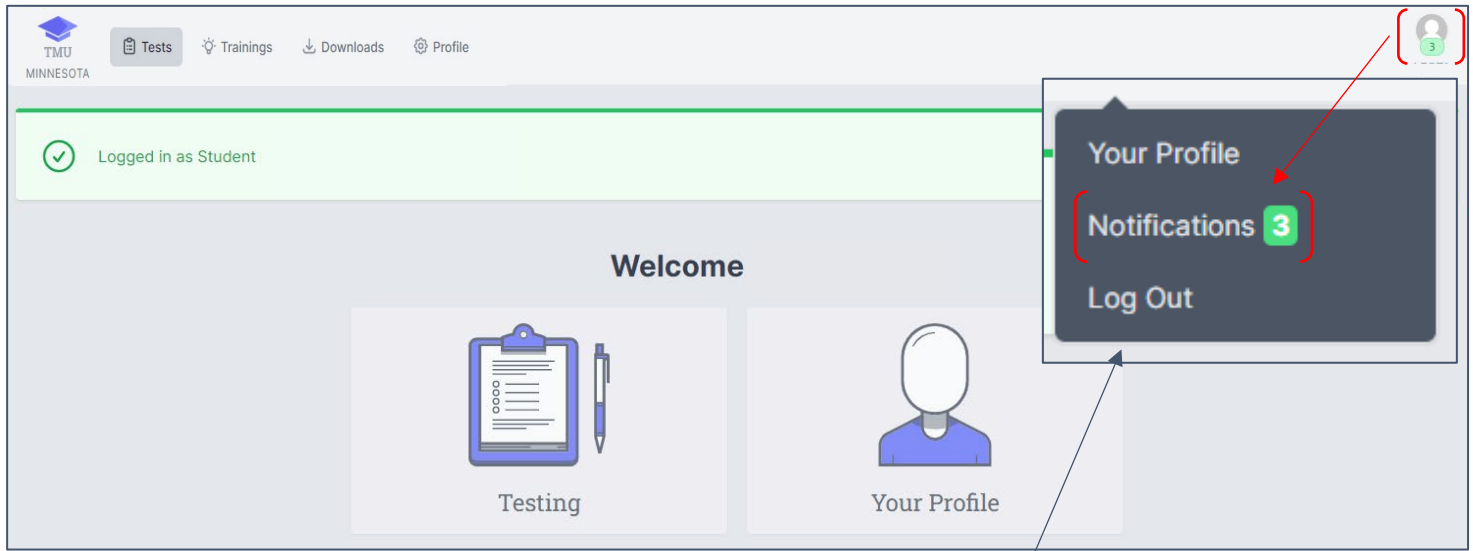 TMU
MINNESOTA
Tests
Trainings
Downloads
Profile
3
Logged in as Student
Your Profile
Notifications 3
Log Out
Welcome
Testing
Your Profile